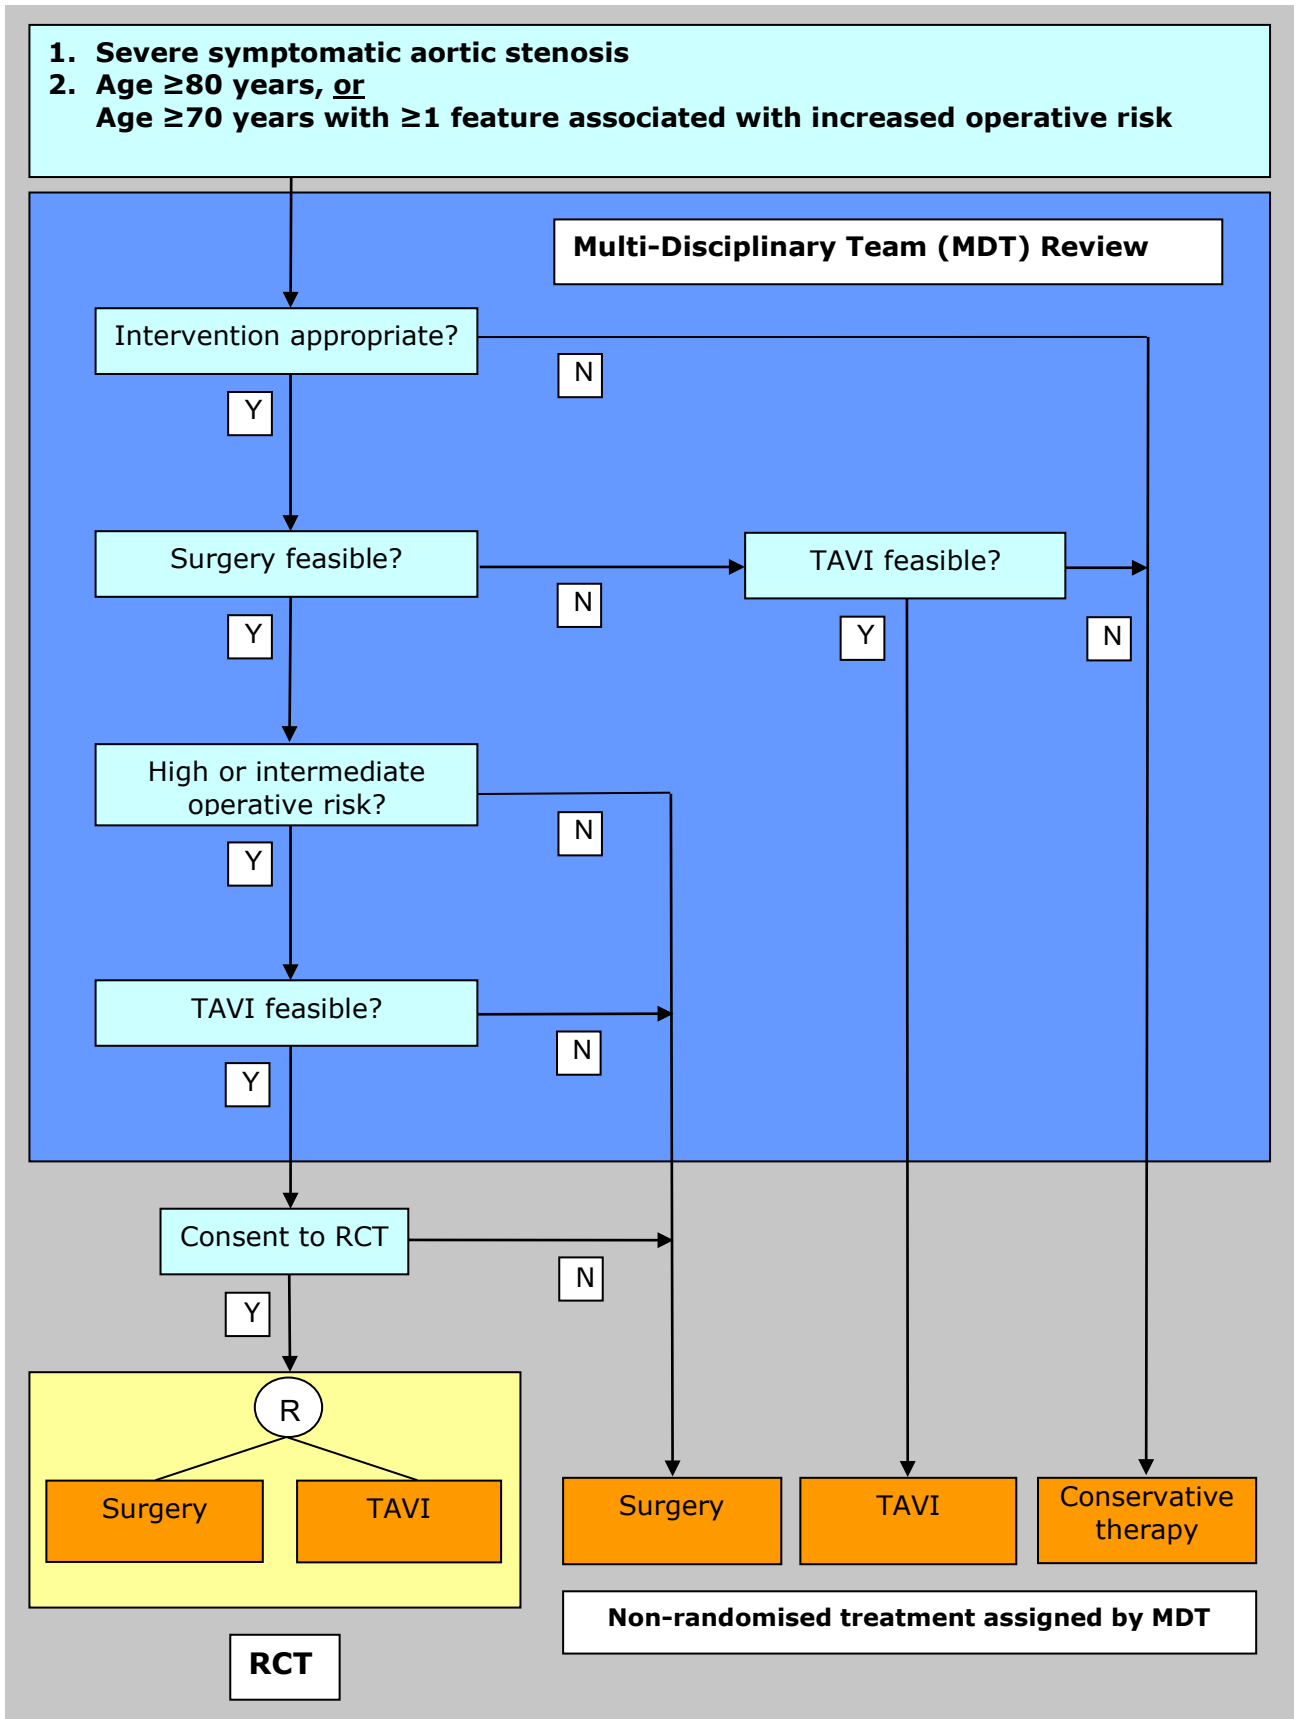 1. Severe symptomatic aortic stenosis
2. Age ≥80 years, or
Age ≥70 years with ≥1 feature associated with increased operative risk
Multi-Disciplinary Team (MDT) Review
Intervention appropriate?
N
Y
Surgery feasible?
TAVI feasible?
N
Y
Y
N
High or intermediate
operative risk?
N
Y
TAVI feasible?
N
Y
Consent to RCT
N
Y
R
Surgery
TAVI
Surgery
TAVI
Conservative
therapy
Non-randomised treatment assigned by MDT
RCT